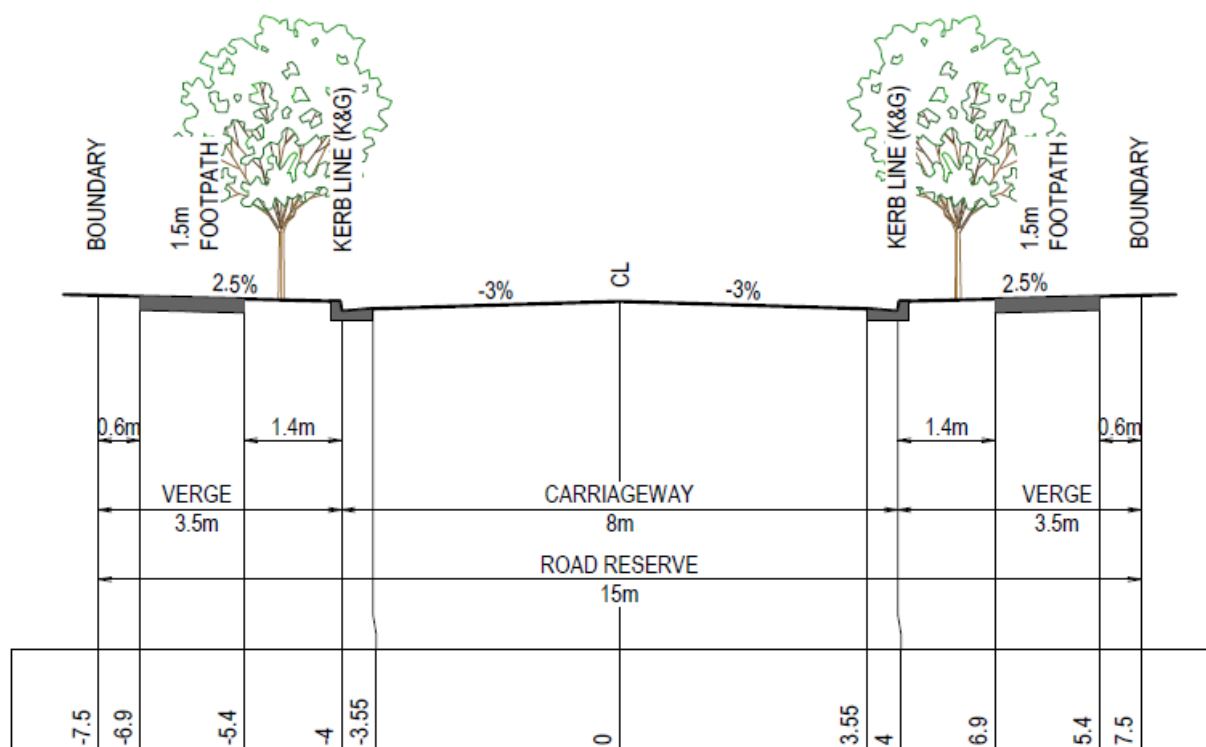 BOUNDARY
1.5m
FOOTPATH
KERB LINE (K&G)
CL
KERB LINE (K&G)
1.5m
FOOTPATH
BOUNDARY
2.5%
-3%
-3%
2.5%
0.6m
1.4m
1.4m
0.6m
VERGE
3.5m
CARRIAGEWAY
8m
VERGE
3.5m
ROAD RESERVE
15m
-7.5
-6.9
-5.4
-4
-3.55
0
3.55
4
6.9
5.4
7.5